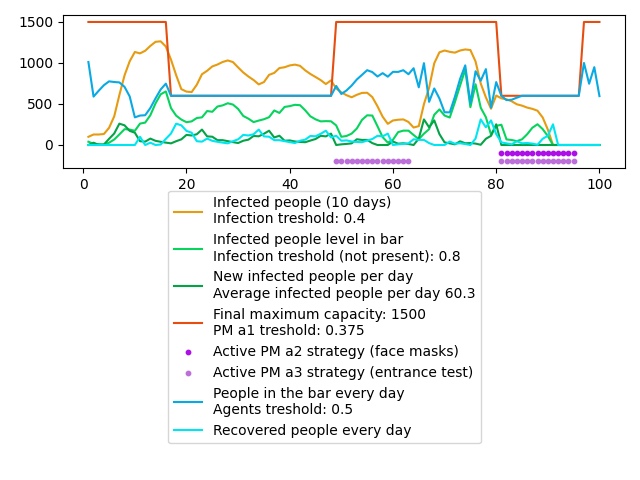 1500
1000
500
0
0 20 40 60 80 100
Infected people (10 days)
Infection treshold: 0.4
Infected people level in bar
Infection treshold (not present): 0.8
New infected people per day
Average infected people per day 60.3
Final maximum capacity: 1500
PM a1 treshold: 0.375
Active PM a2 strategy (face masks)
Active PM a3 strategy (entrance test)
People in the bar every day
Agents treshold: 0.5
Recovered people every day